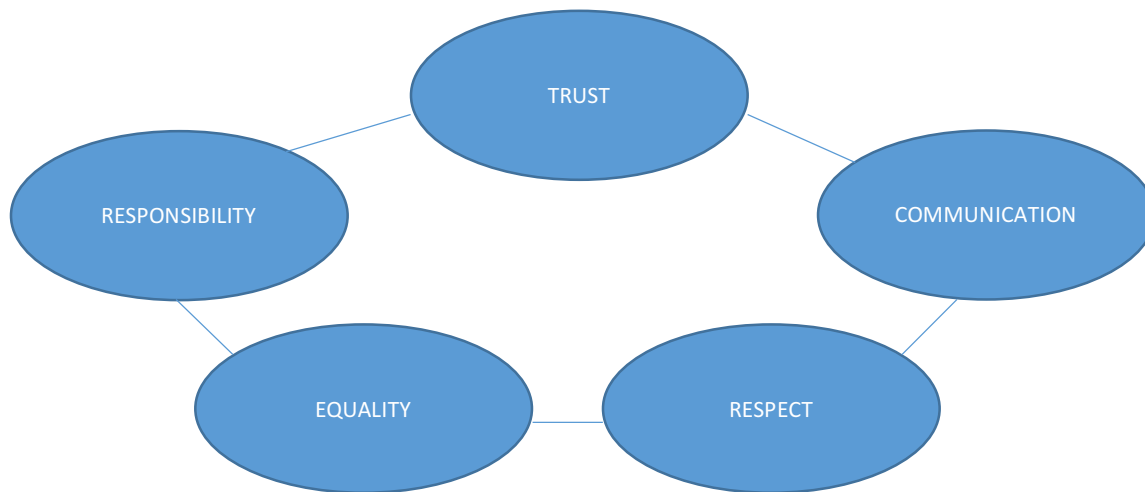 TRUST
RESPONSIBILITY
COMMUNICATION
EQUALITY
RESPECT